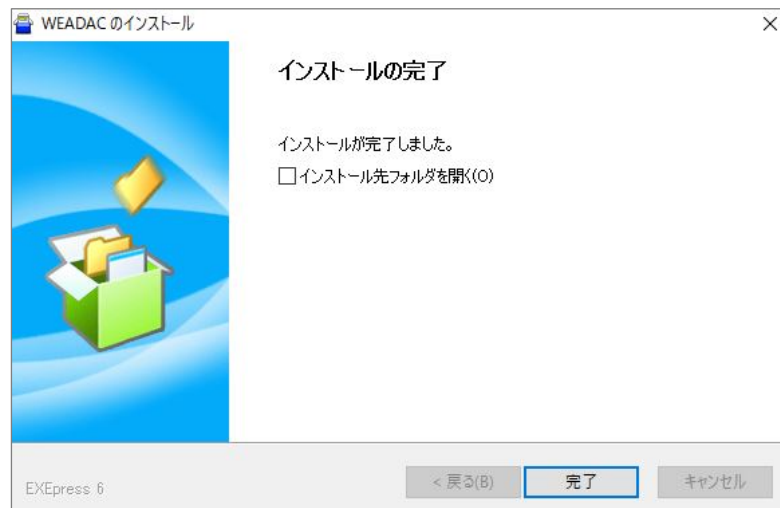 WEADAC のインストール
インストールの完了
インストールが完了しました。
インストール先フォルダを開く(O)
EXEpress 6
< 戻る(B)
完了
キャンセル